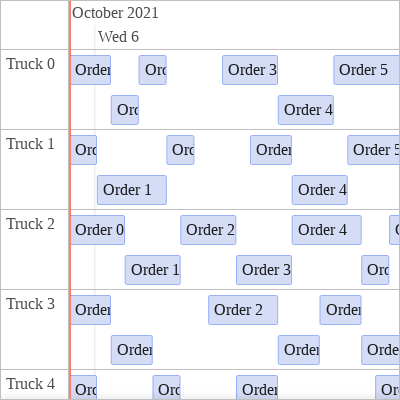 October 2021
Wed 6
Truck 0
Order
Orc
Order 3
Order 5
Orc
Order 4
Truck 1
Orc
Orc
Order
Order 5
Order 1
Order 4
Truck 2
Order 0
Order 2
Order 4
Order 1
Order 3
Orc
Truck 3
Order
Order 2
Order
Order
Order
Orde
Truck 4
Orc
Orc
Order
Or